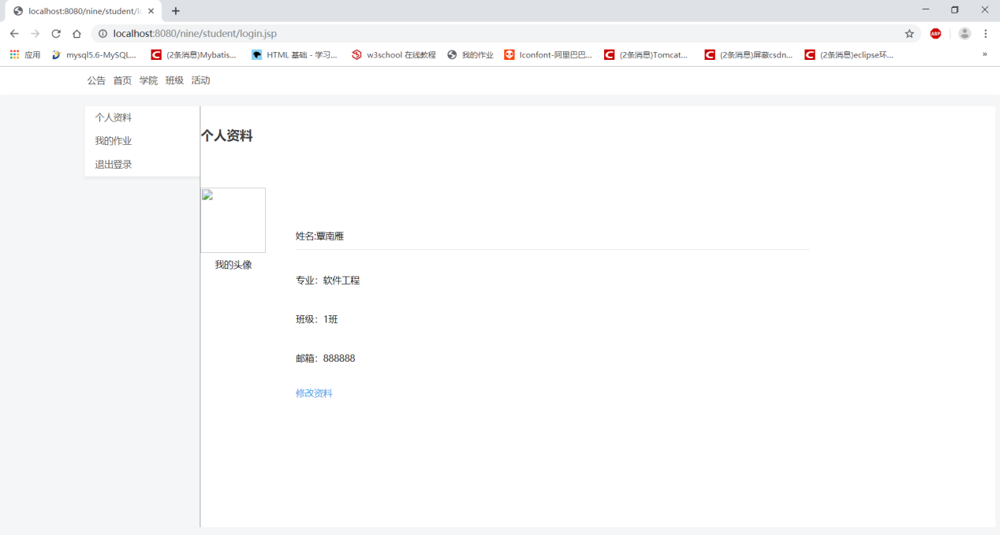 localhost:8080/nine/student/l
localhost:8080/nine/student/login.jsp
ABP
应用 mysql5.6-MySQL... (2条消息)Mybatis... HTML 基础 - 学习... w3school 在线教程 我的作业 Iconfont-阿里巴巴... (2条消息)Tomcat... (2条消息)屏蔽csdn... (2条消息)eclipse环... »
公告 首页 学院 班级 活动
个人资料
我的作业
退出登录
个人资料
我的头像
姓名:覃南雁
专业：软件工程
班级：1班
邮箱：888888
修改资料